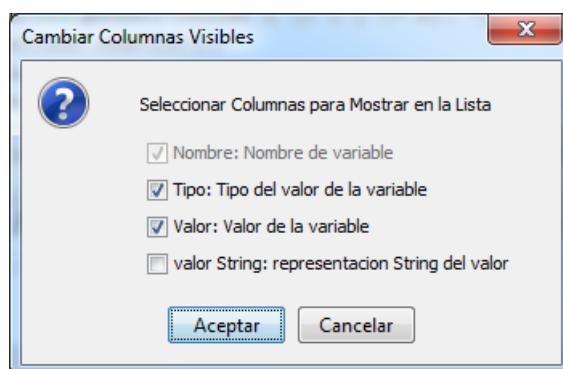 Cambiar Columnas Visibles
Seleccionar Columnas para Mostrar en la Lista
Nombre: Nombre de variable
Tipo: Tipo del valor de la variable
Valor: Valor de la variable
valor String: representacion String del valor
Aceptar Cancelar